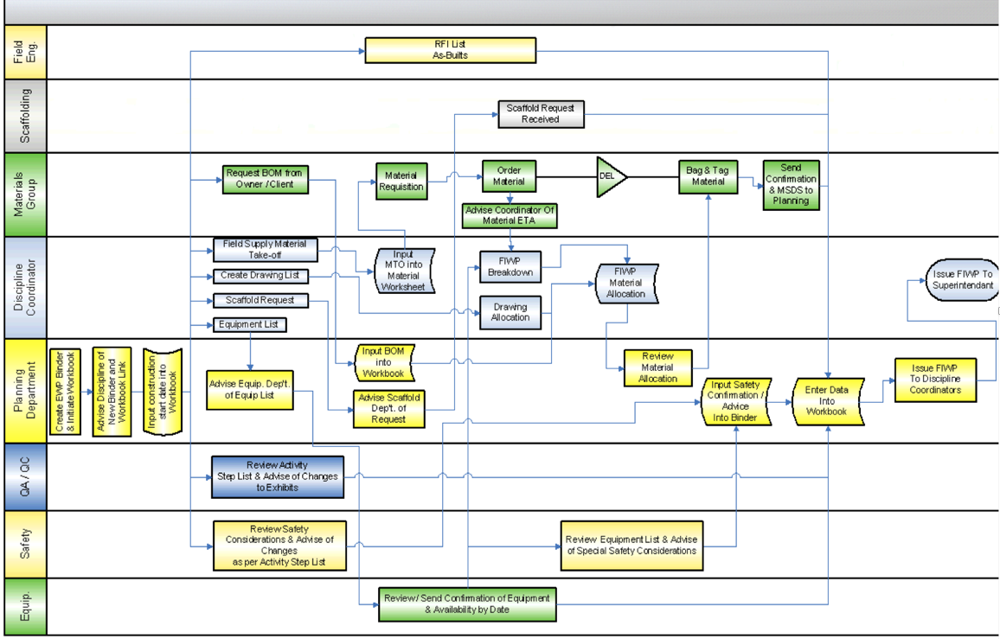 Field
Eng.
RFI List
As-Builts
Scaffolding
Scaffold Request
Received
Materials
Group
Request BOM from
Owner / Client
Material
Requisition
Order
Material
DEL
Bag & Tag
Material
Send
Confirmation
& MSDS to
Planning
Advise Coordinator Of
Material ETA
Discipline
Coordinator
Field Supply Material
Take-off
Create Drawing List
Scaffold Request
Equipment List
Input
MTO into
Material
Worksheet
FIWP
Breakdown
Drawing
Allocation
FIWP
Material
Allocation
Issue FIWP To
Superintendant
Planning
Department
Create EWP Binder
& Initiate Workbook
Advise Discipline of
New Binder and
Workbook Link
Input construction
start date into
Workbook
Advise Equip. Dep't.
of Equip List
Input BOM
into
Workbook
Advise Scaffold
Dep't. of
Request
Review
Material
Allocation
Input Safety
Confirmation /
Advice
Into Binder
Enter Data
Into
Workbook
Issue FIWP
To Discipline
Coordinators
QA / QC
Review Activity
Step List & Advise of Changes
to Exhibits
Safety
Review Safety
Considerations & Advise of
Changes
as per Activity Step List
Review Equipment List & Advise
of Special Safety Considerations
Equip.
Review / Send Confirmation of Equipment
& Availability by Date